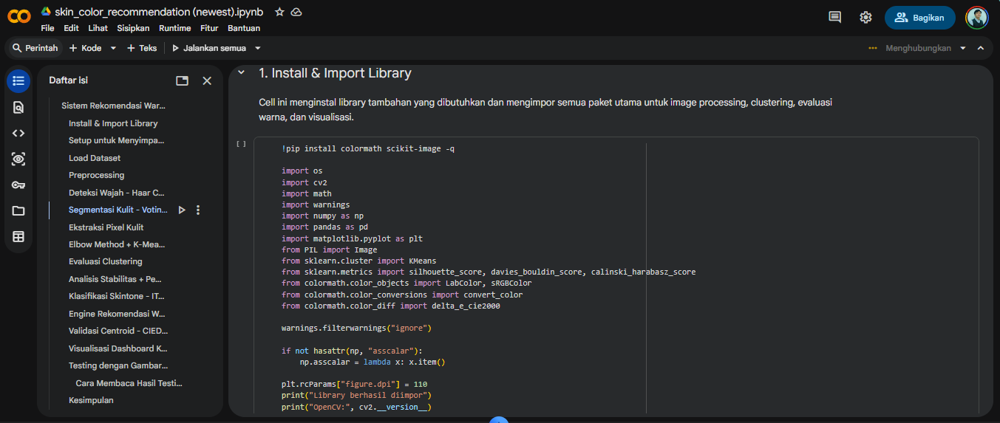 skin_color_recommendation (newest).ipynb
File Edit Lihat Sisipkan Runtime Fitur Bantuan
Bagikan
Perintah + Kode + Teks Jalankan semua
Menghubungkan
Daftar isi
Sistem Rekomendasi War...
Install & Import Library
Setup untuk Menyimpa...
Load Dataset
Preprocessing
Deteksi Wajah - Haar C...
Segmentasi Kulit - Votin...
Ekstraksi Pixel Kulit
Elbow Method + K-Mea...
Evaluasi Clustering
Analisis Stabilitas + Pe...
Klasifikasi Skintone - IT...
Engine Rekomendasi W...
Validasi Centroid - CIED...
Visualisasi Dashboard K...
Testing dengan Gambar...
Cara Membaca Hasil Testi...
Kesimpulan
1. Install & Import Library
Cell ini menginstal library tambahan yang dibutuhkan dan mengimpor semua paket utama untuk image processing, clustering, evaluasi
warna, dan visualisasi.
[ ]
!pip install colormath scikit-image -q
import os
import cv2
import math
import warnings
import numpy as np
import pandas as pd
import matplotlib.pyplot as plt
from PIL import Image
from sklearn.cluster import KMeans
from sklearn.metrics import silhouette_score, davies_bouldin_score, calinski_harabasz_score
from colormath.color_objects import LabColor, sRGBColor
from colormath.color_conversions import convert_color
from colormath.color_diff import delta_e_cie2000
warnings.filterwarnings("ignore")
if not hasattr(np, "asscalar"):
np.asscalar = lambda x: x.item()
plt.rcParams["figure.dpi"] = 110
print("Library berhasil diimpor")
print("OpenCV:", cv2.__version__)